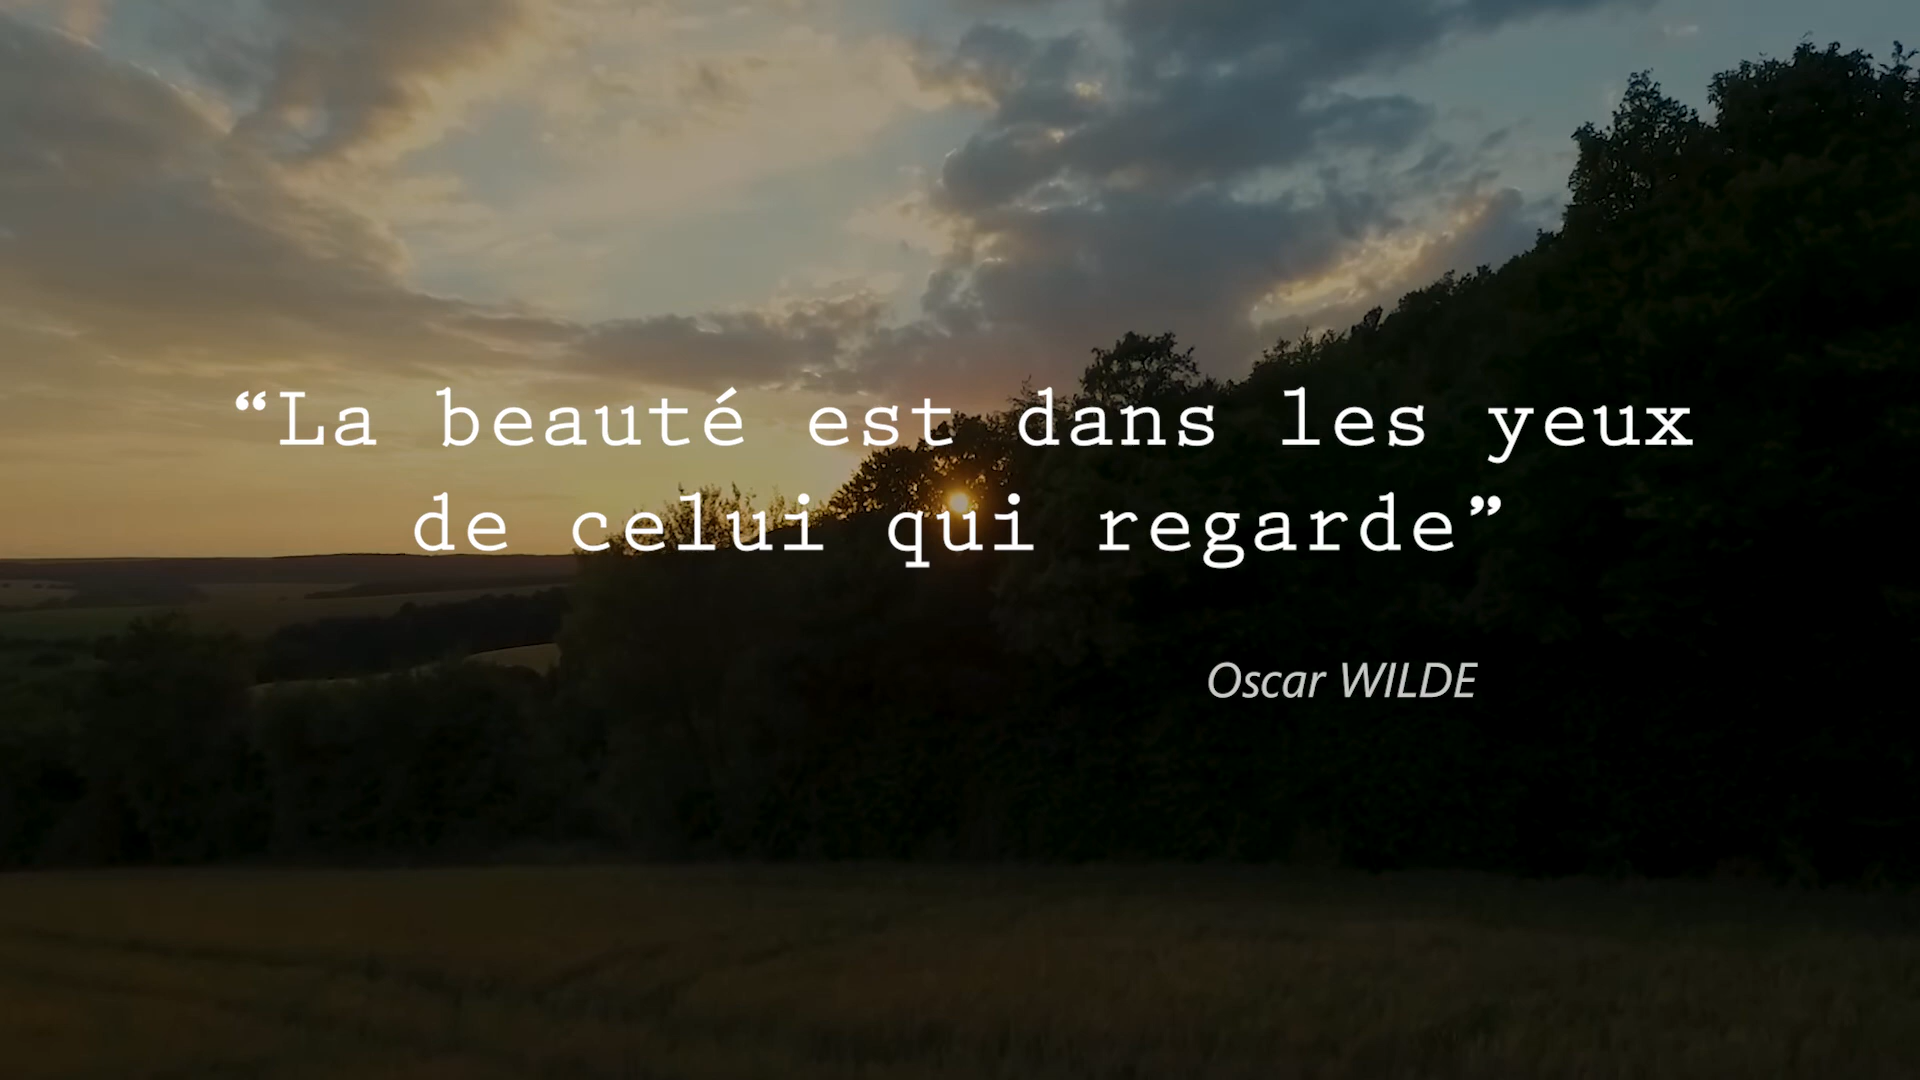 “La beauté est dans les yeux
de celui qui regarde”
Oscar WILDE